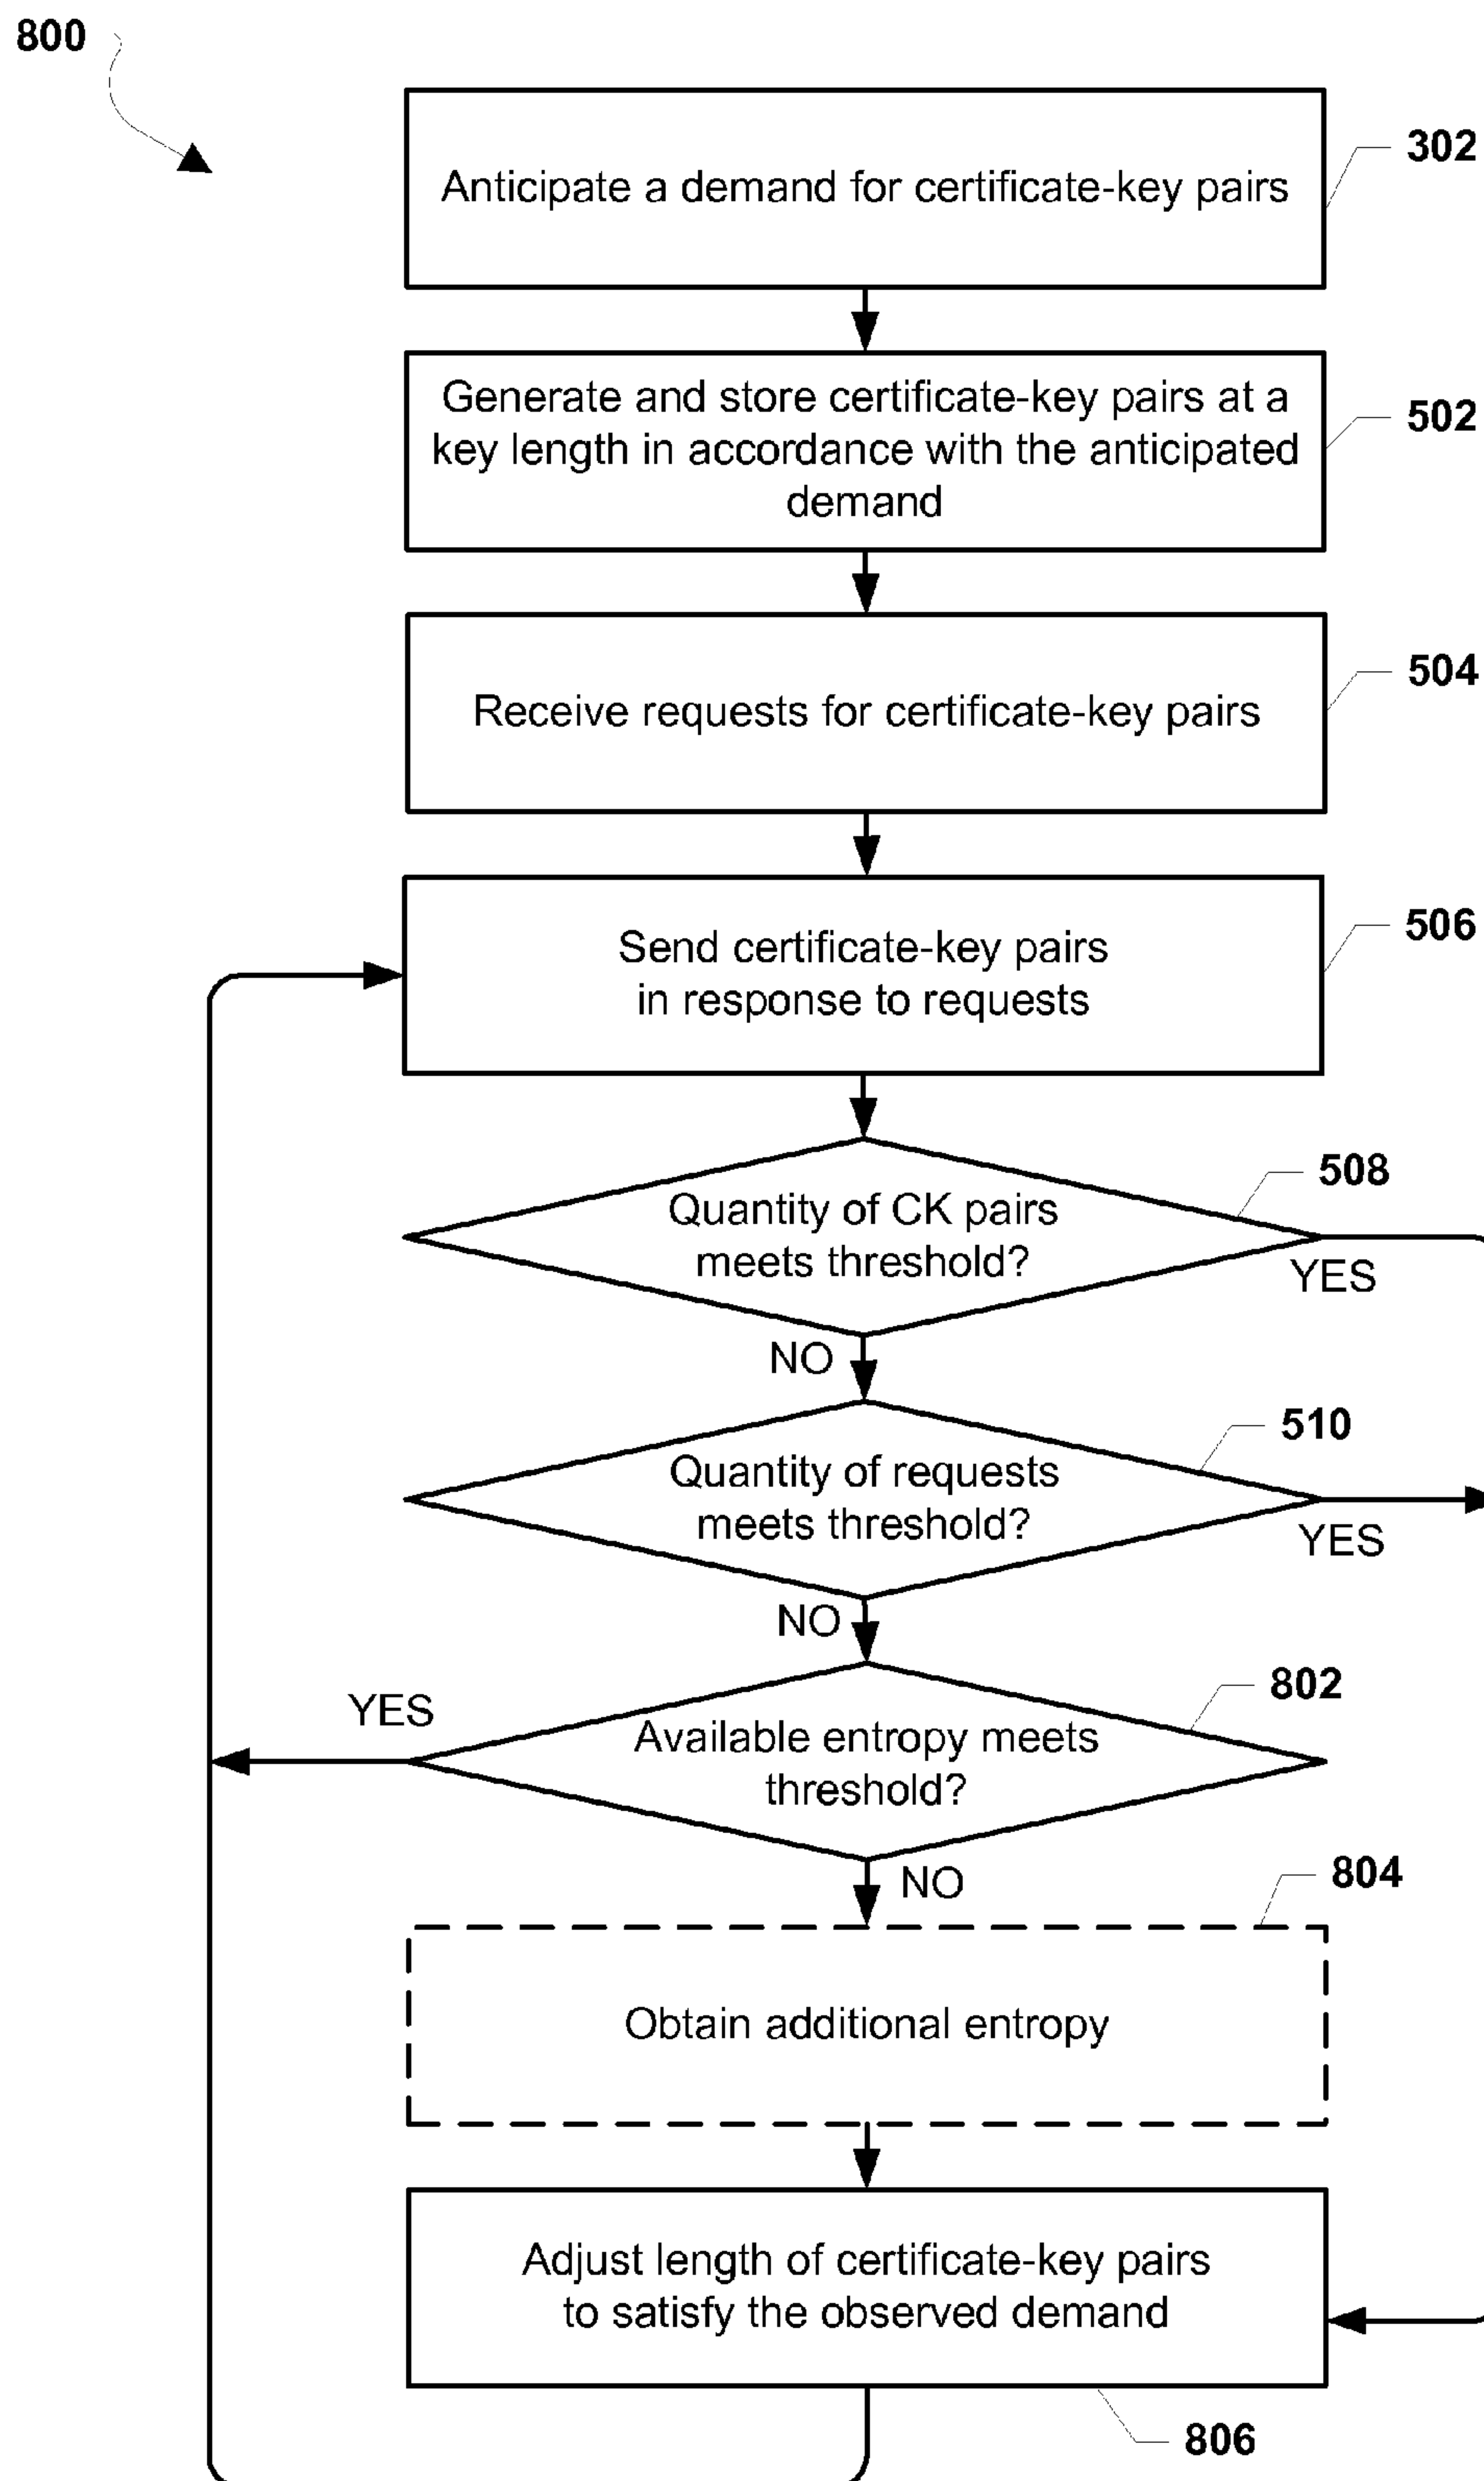 800
Anticipate a demand for certificate-key pairs
302
Generate and store certificate-key pairs at a
key length in accordance with the anticipated
demand
502
Receive requests for certificate-key pairs
504
Send certificate-key pairs
in response to requests
506
Quantity of CK pairs
meets threshold?
508
YES
NO
Quantity of requests
meets threshold?
510
YES
NO
Available entropy meets
threshold?
802
YES
NO
Obtain additional entropy
804
Adjust length of certificate-key pairs
to satisfy the observed demand
806